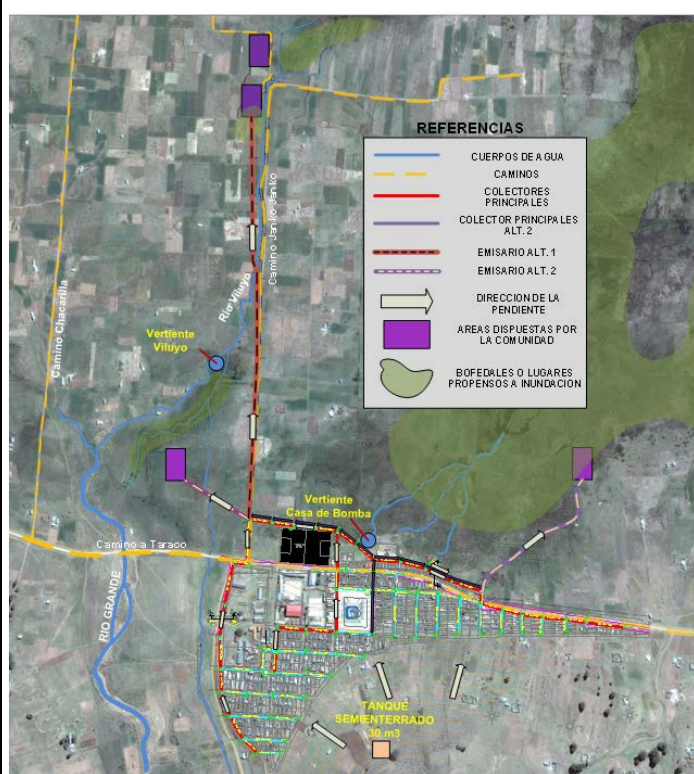 REFERENCIAS
CUERPOS DE AGUA
CAMINOS
COLECTORES
PRINCIPALES
COLECTOR PRINCIPALES
ALT. 2
EMISARIO ALT. 1
EMISARIO ALT. 2
DIRECCION DE LA
PENDIENTE
AREAS DISPUESTAS POR
LA COMUNIDAD
BOFEDALES O LUGARES
PROPENSOS A INUNDACION
Camino Janko Janko
Rio Viluyo
Camino Chacarilla
Vertiente
Viluyo
Vertiente
Casa de Bomba
Camino a Taraco
RIO GRANDE
TANQUE
SEMIENTERRADO
30 m3